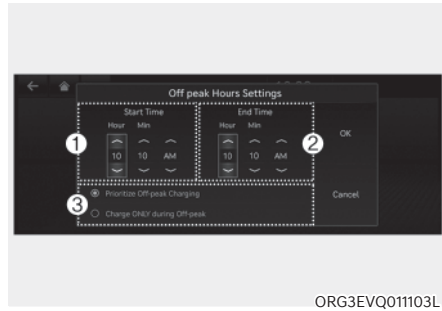 Off peak Hours Settings
Start Time
End Time
Hour Min
Hour Min
1
10 10 AM
10 10 AM
2
OK
3
Prioritize Off-peak Charging
Charge ONLY during Off-peak
Cancel
ORG3EVQ011103L